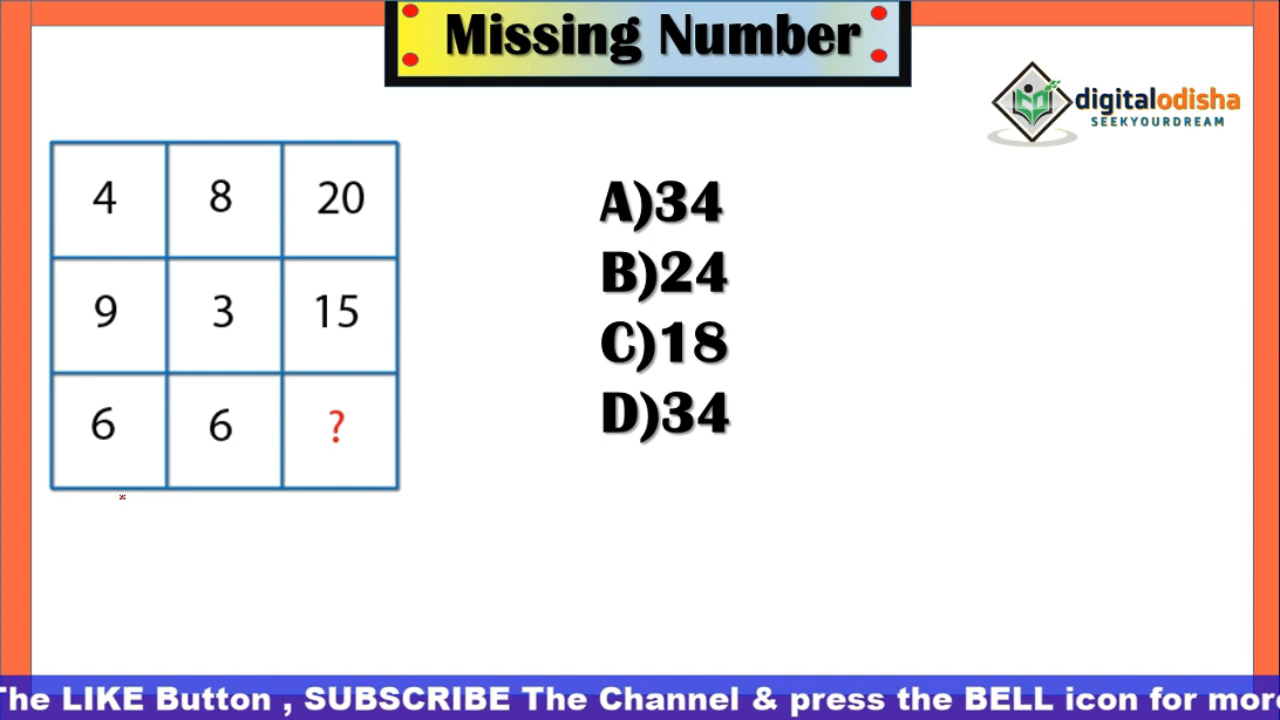 Missing Number
digitalodisha
SEEKYOURDREAM
4 8 20
9 3 15
6 6 ?
A)34
B)24
C)18
D)34
The LIKE Button , SUBSCRIBE The Channel & press the BELL icon for more